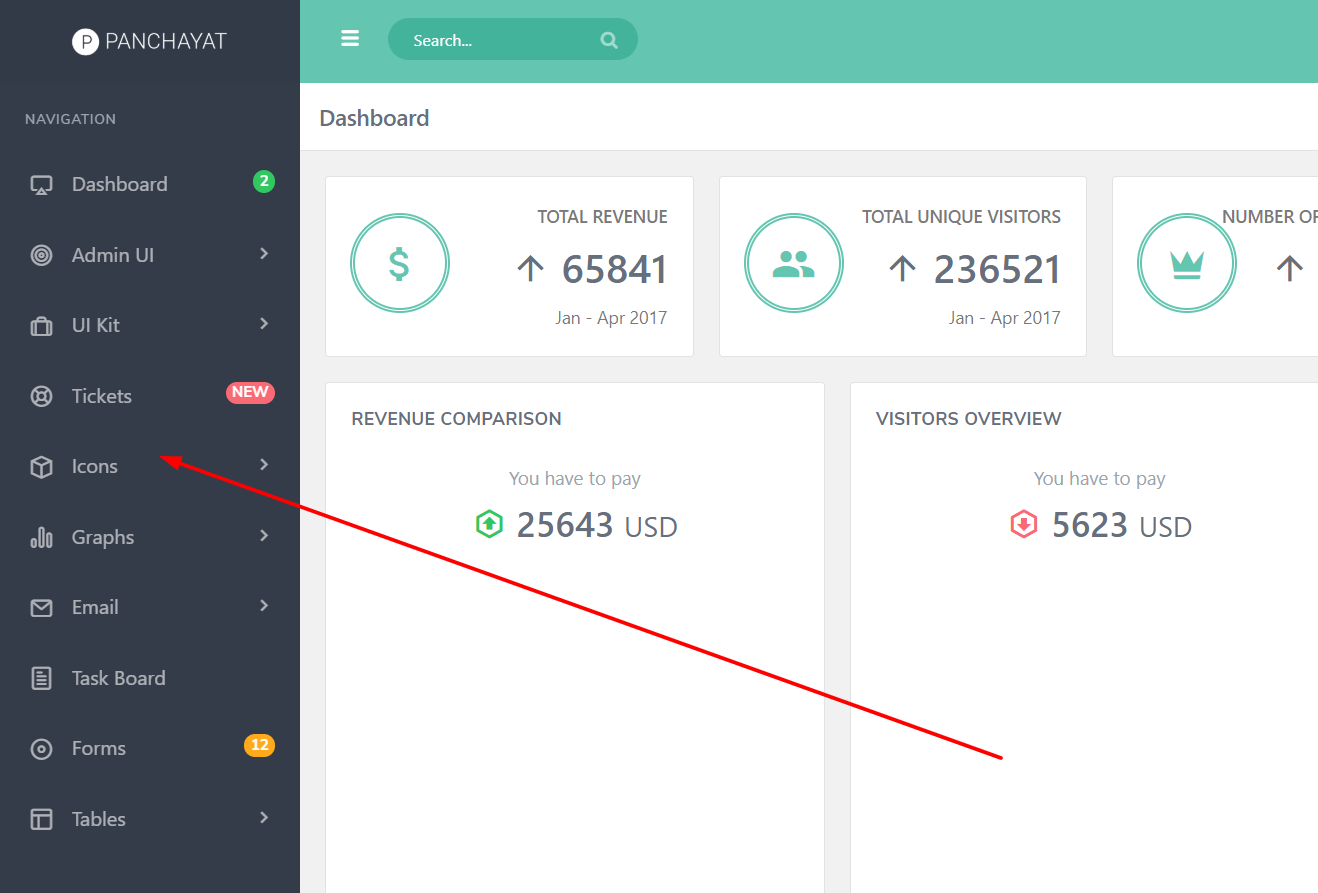 P PANCHAYAT
Search...
NAVIGATION
Dashboard 2
Admin UI
UI Kit
Tickets NEW
Icons
Graphs
Email
Task Board
Forms 12
Tables
Dashboard
TOTAL REVENUE
$
65841
Jan - Apr 2017
TOTAL UNIQUE VISITORS
236521
Jan - Apr 2017
NUMBER OF
REVENUE COMPARISON
You have to pay
25643 USD
VISITORS OVERVIEW
You have to pay
5623 USD